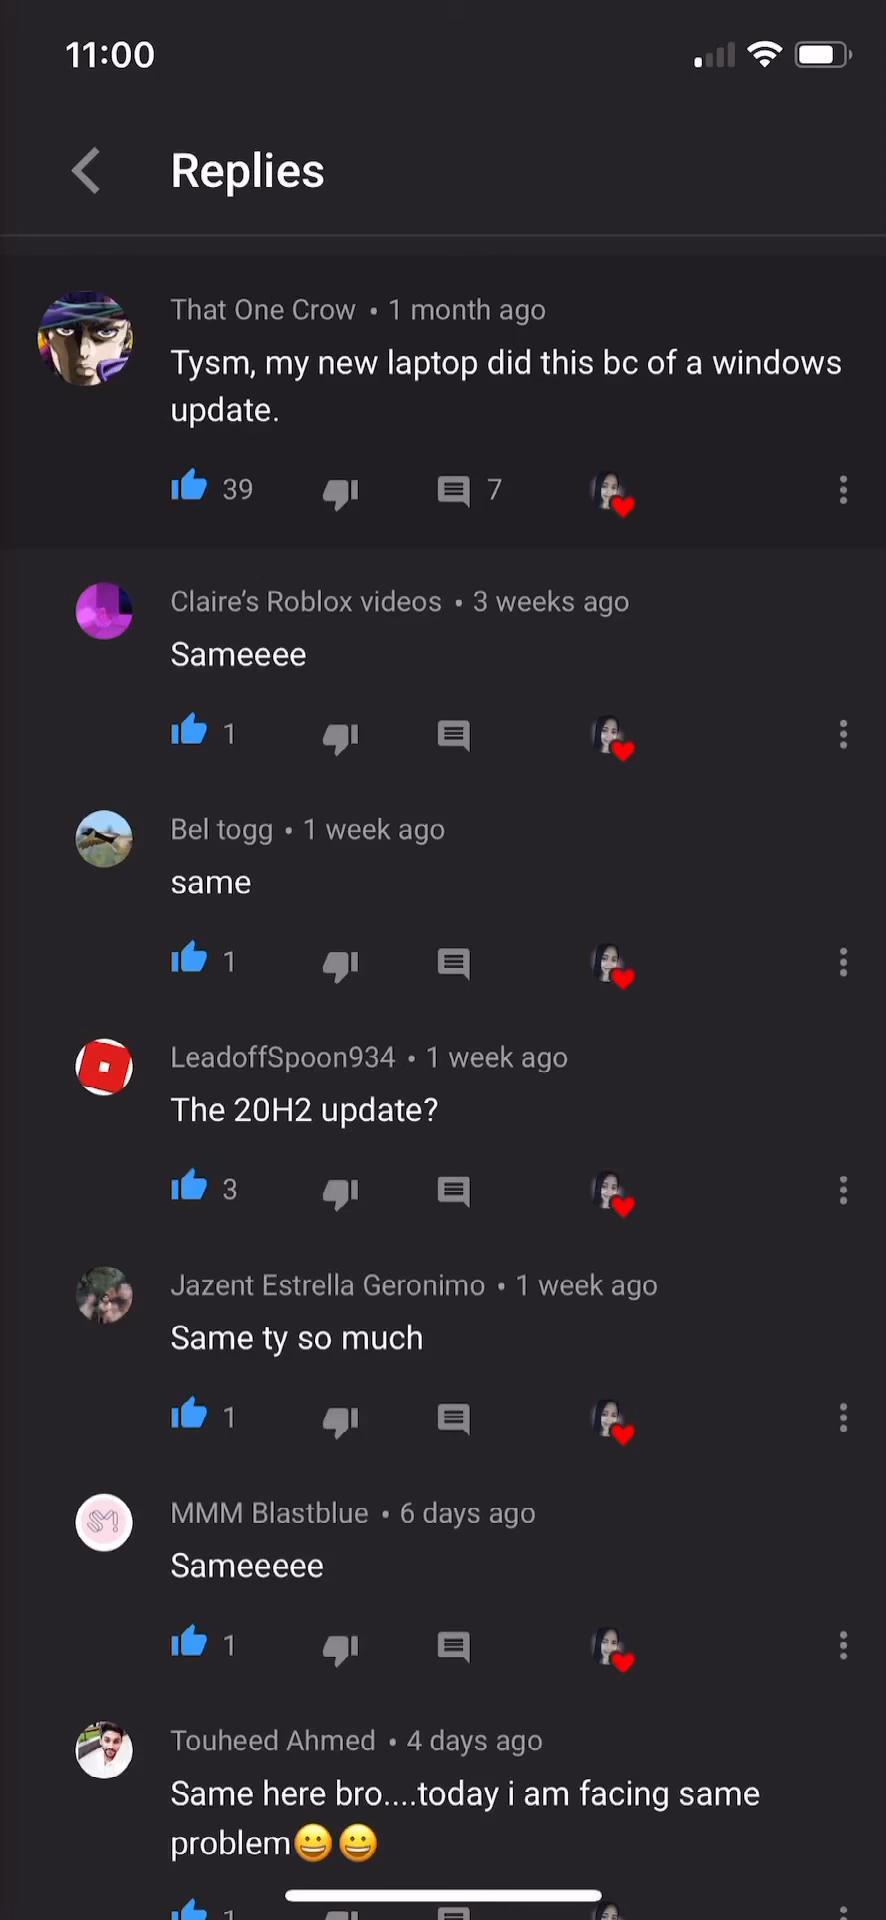 11:00
Replies
That One Crow • 1 month ago
Tysm, my new laptop did this bc of a windows
update.
39
7
Claire's Roblox videos • 3 weeks ago
Sameeee
1
Bel togg • 1 week ago
same
1
LeadoffSpoon934 • 1 week ago
The 20H2 update?
3
Jazent Estrella Geronimo • 1 week ago
Same ty so much
1
MMM Blastblue • 6 days ago
Sameeeee
1
Touheed Ahmed • 4 days ago
Same here bro....today i am facing same
problem😀😀
1